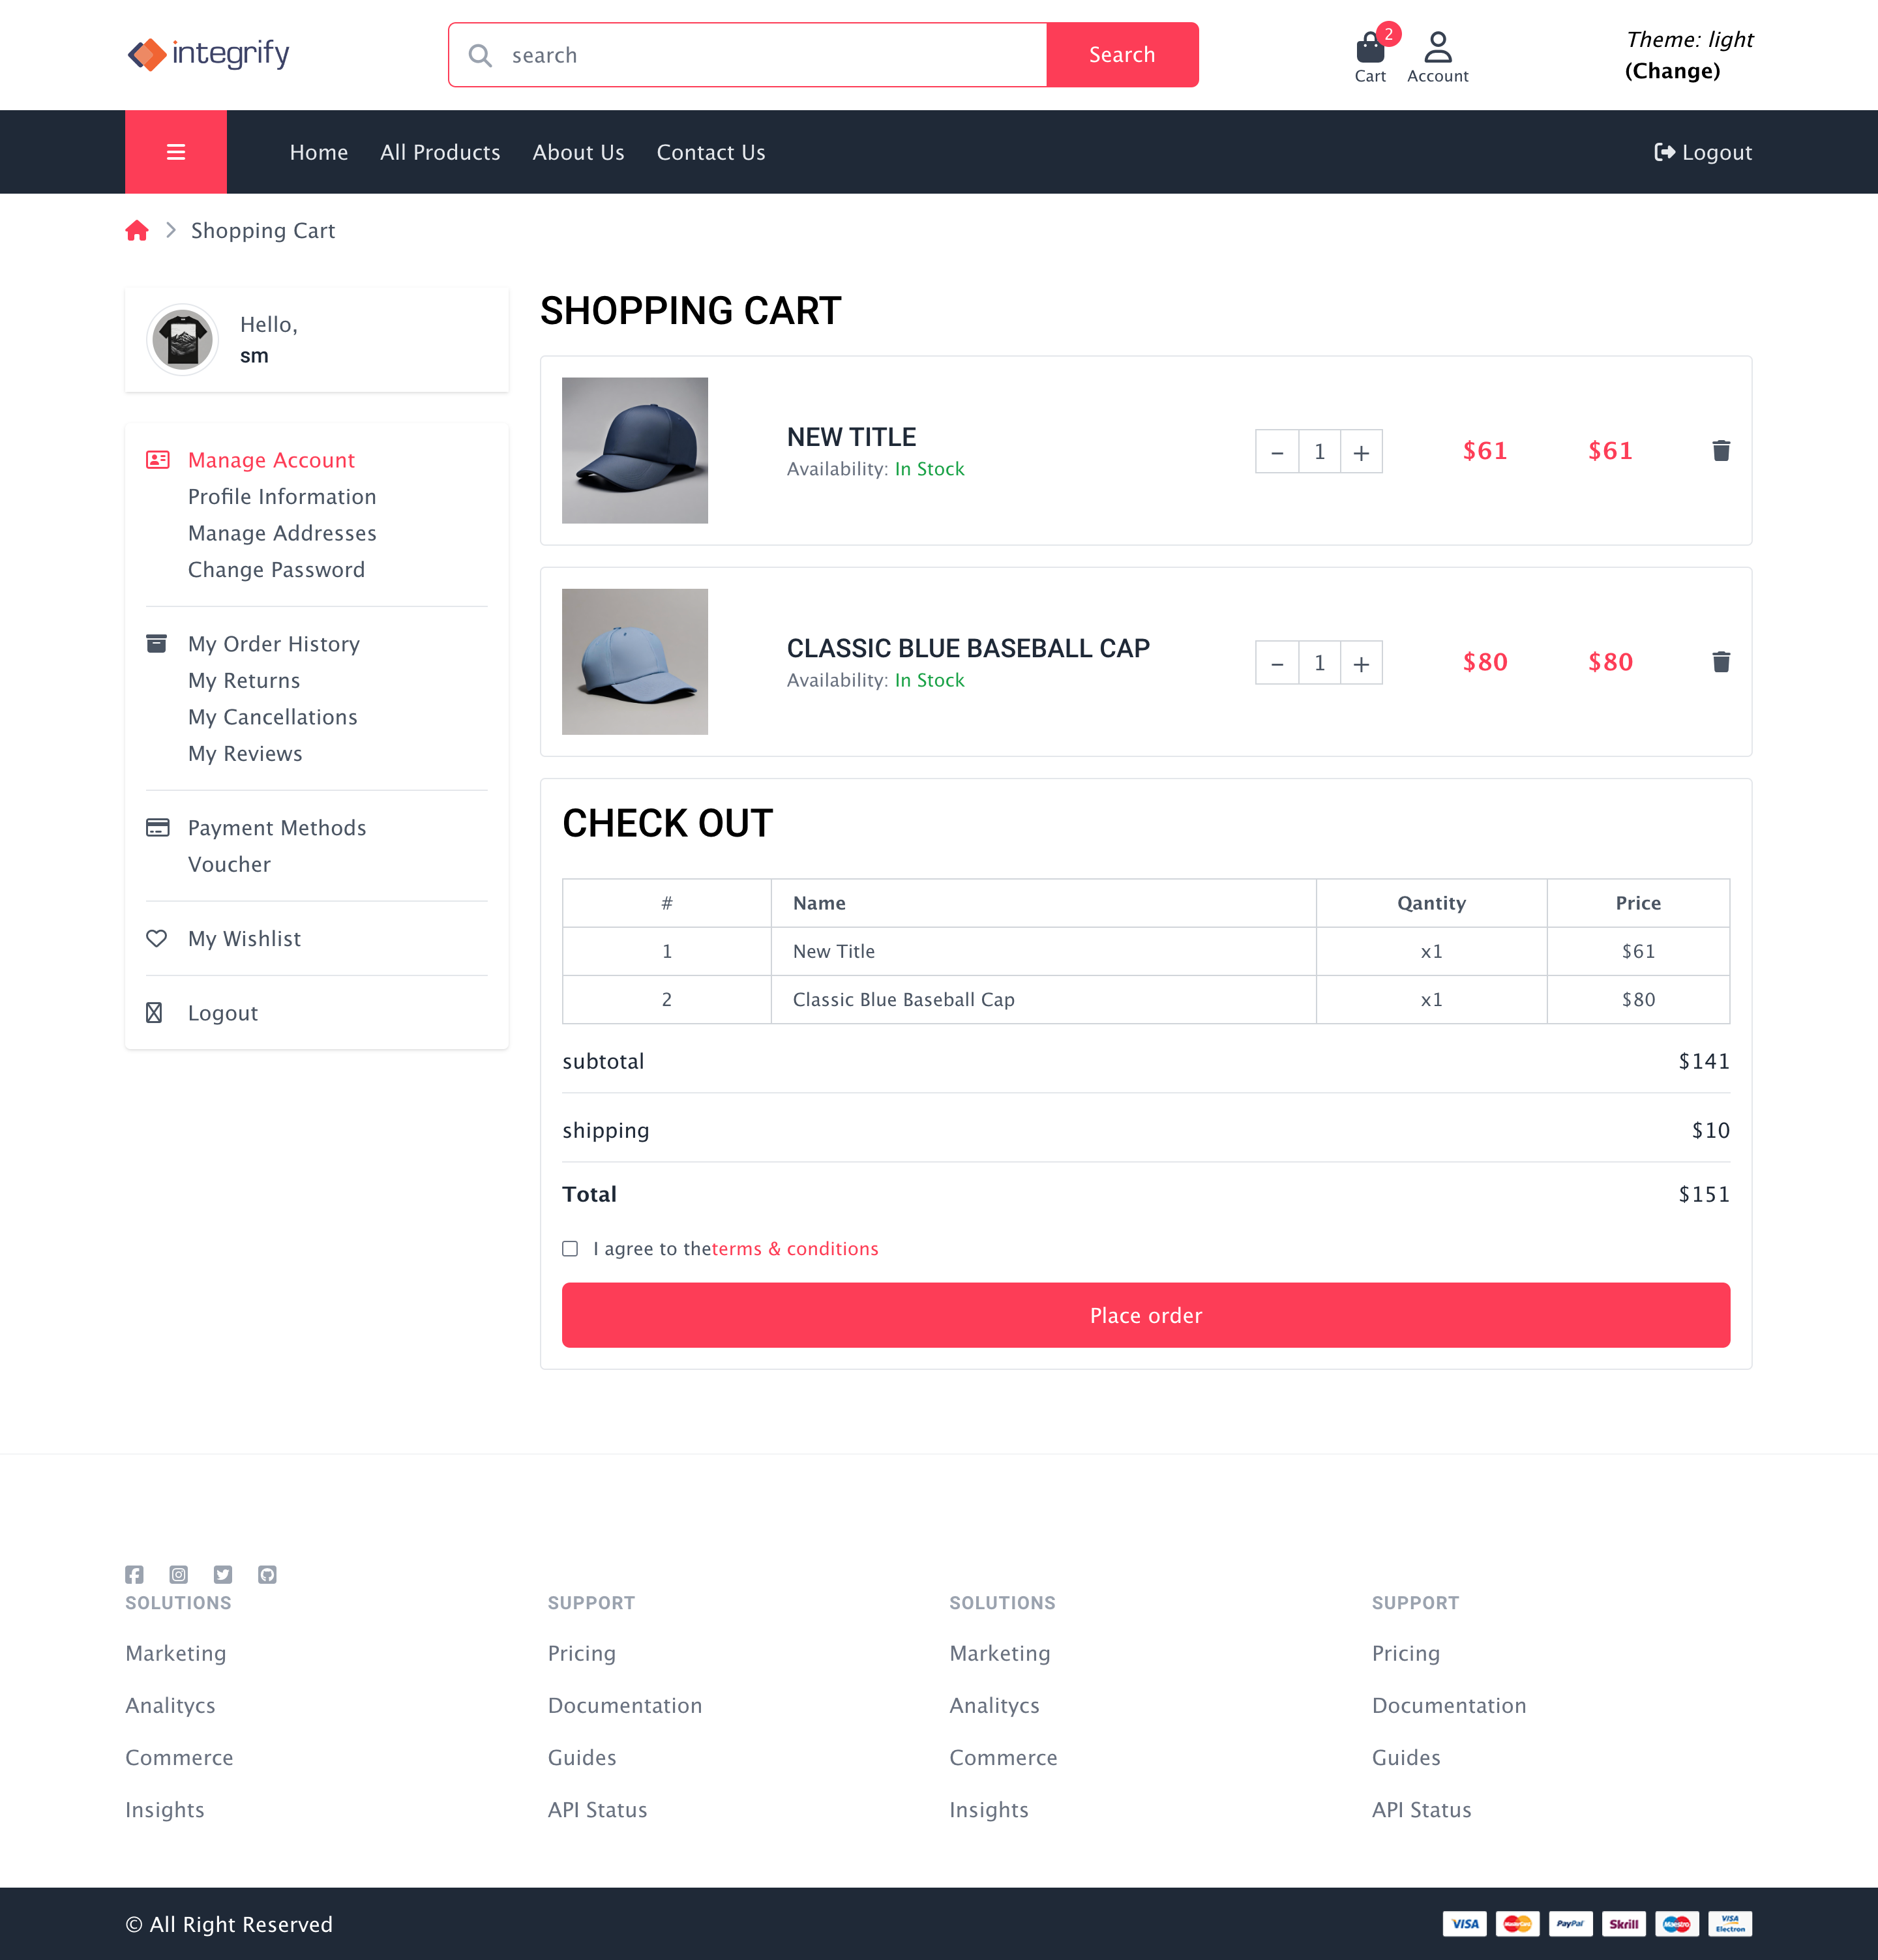 integrify
search
Search
2
Cart
Account
Theme: light
(Change)
Home
All Products
About Us
Contact Us
Logout
Shopping Cart
Hello,
sm
Manage Account
Profile Information
Manage Addresses
Change Password
My Order History
My Returns
My Cancellations
My Reviews
Payment Methods
Voucher
My Wishlist
Logout
SHOPPING CART
NEW TITLE
Availability: In Stock
− 1 + $61 $61
CLASSIC BLUE BASEBALL CAP
Availability: In Stock
− 1 + $80 $80
CHECK OUT
# Name Qantity Price
1 New Title x1 $61
2 Classic Blue Baseball Cap x1 $80
subtotal $141
shipping $10
Total $151
I agree to theterms & conditions
Place order
SOLUTIONS
Marketing
Analitycs
Commerce
Insights
SUPPORT
Pricing
Documentation
Guides
API Status
SOLUTIONS
Marketing
Analitycs
Commerce
Insights
SUPPORT
Pricing
Documentation
Guides
API Status
© All Right Reserved
VISA
MasterCard
PayPal
Skrill
Maestro
VISA
Electron